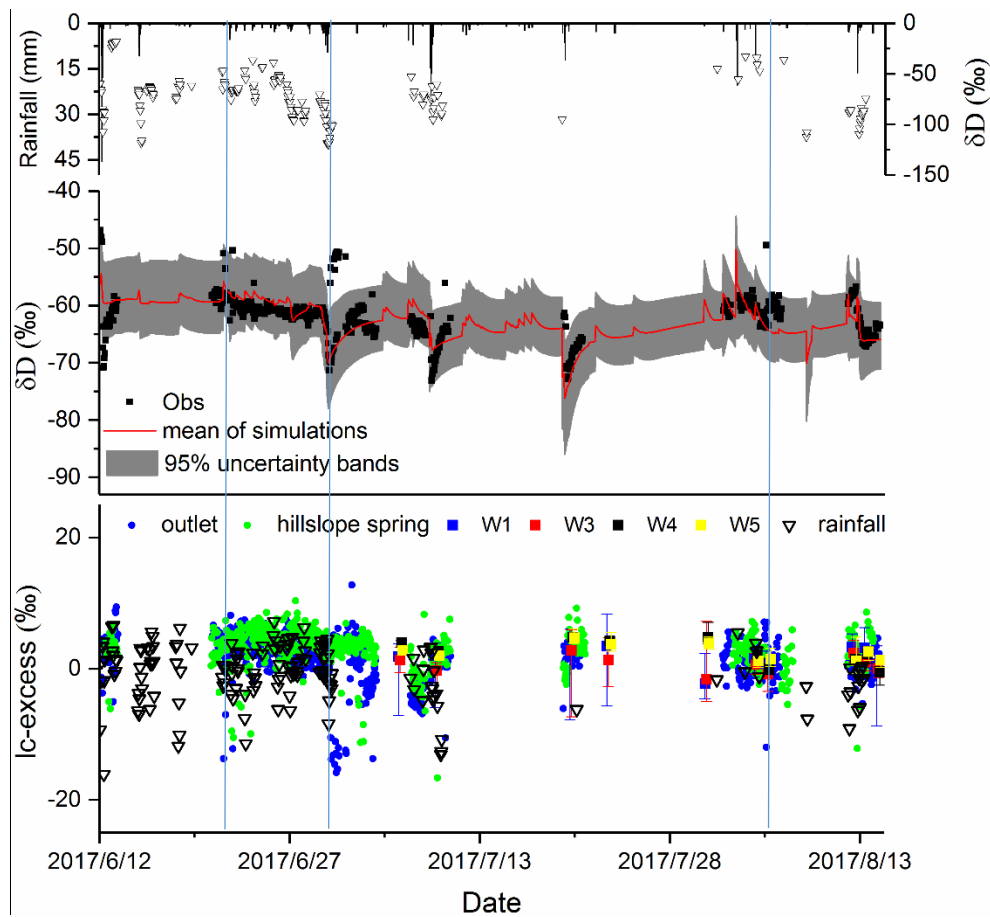 Rainfall (mm)
0
15
30
45
0
-50
-100
-150
δD (‰)
δD (‰)
-40
-50
-60
-70
-80
-90
Obs
mean of simulations
95% uncertainty bands
outlet hillslope spring W1 W3 W4 W5 rainfall
lc-excess (‰)
20
0
-20
2017/6/12 2017/6/27 2017/7/13 2017/7/28 2017/8/13
Date